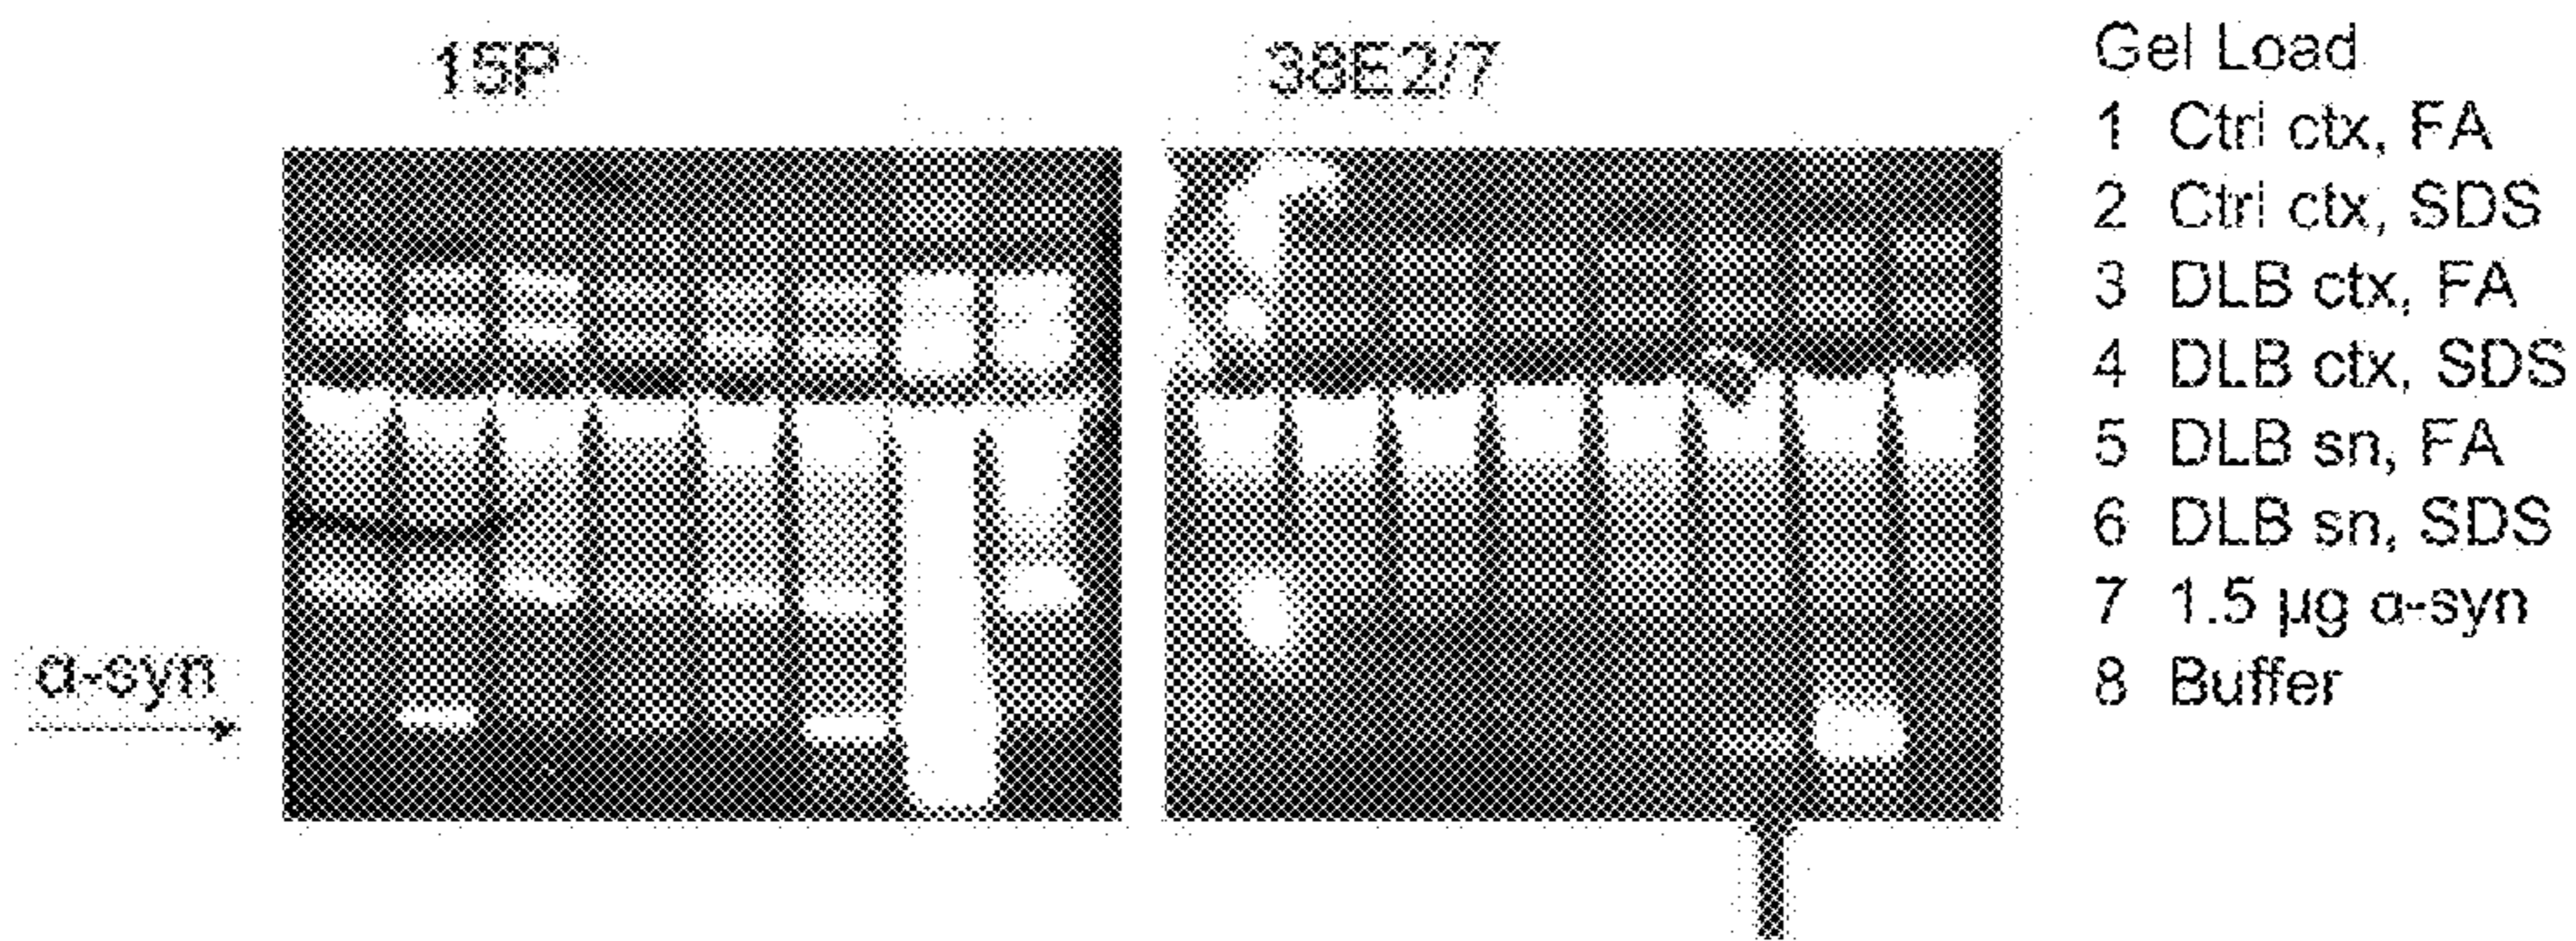 15P
38E2/7
α-syn
Gel Load
1 Ctrl ctx, FA
2 Ctrl ctx, SDS
3 DLB ctx, FA
4 DLB ctx, SDS
5 DLB sn, FA
6 DLB sn, SDS
7 1.5 µg α-syn
8 Buffer